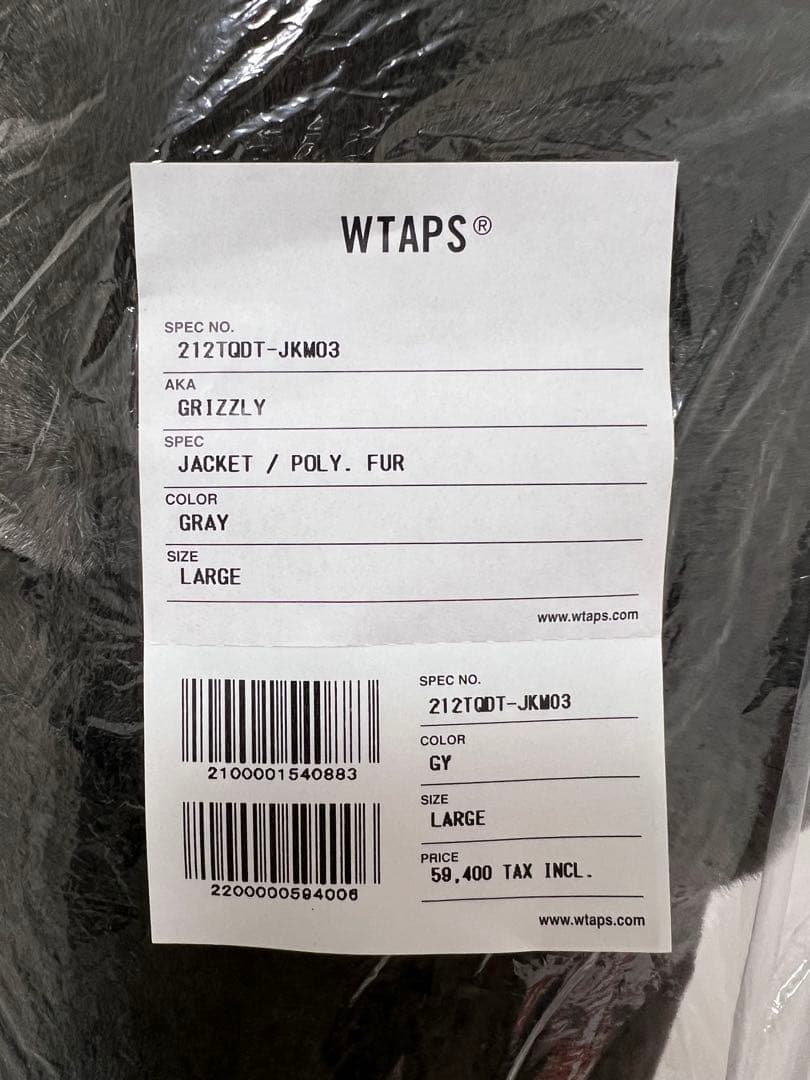 WTAPS®
SPEC NO.
212TQDT-JKM03
AKA
GRIZZLY
SPEC
JACKET / POLY. FUR
COLOR
GRAY
SIZE
LARGE
www.wtaps.com
2100001540883
2200000594006
SPEC NO.
212TQDT-JKM03
COLOR
GY
SIZE
LARGE
PRICE
59,400 TAX INCL.
www.wtaps.com